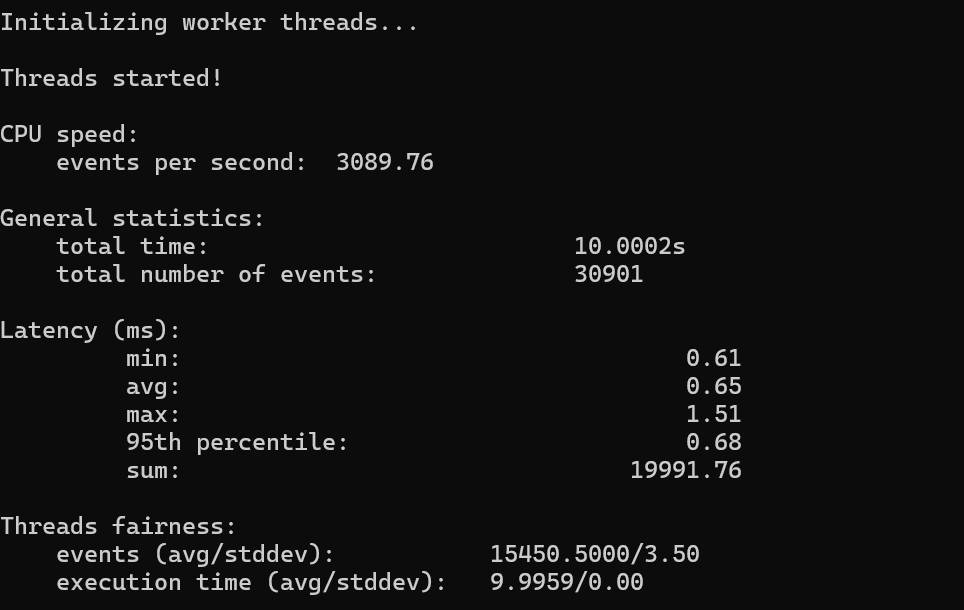 Initializing worker threads...
Threads started!
CPU speed:
events per second: 3089.76
General statistics:
total time: 10.0002s
total number of events: 30901
Latency (ms):
min: 0.61
avg: 0.65
max: 1.51
95th percentile: 0.68
sum: 19991.76
Threads fairness:
events (avg/stddev): 15450.5000/3.50
execution time (avg/stddev): 9.9959/0.00